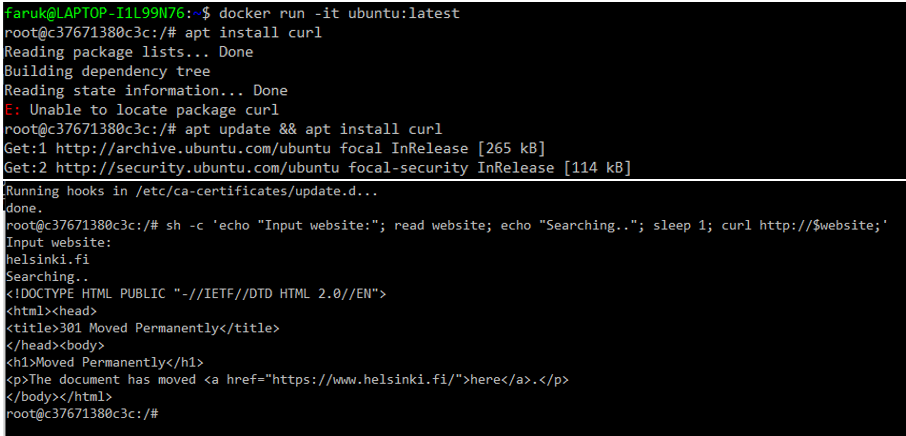 faruk@LAPTOP-I1L99N76:~$ docker run -it ubuntu:latest
root@c37671380c3c:/# apt install curl
Reading package lists... Done
Building dependency tree
Reading state information... Done
E: Unable to locate package curl
root@c37671380c3c:/# apt update && apt install curl
Get:1 http://archive.ubuntu.com/ubuntu focal InRelease [265 kB]
Get:2 http://security.ubuntu.com/ubuntu focal-security InRelease [114 kB]
Running hooks in /etc/ca-certificates/update.d...
done.
root@c37671380c3c:/# sh -c 'echo "Input website:"; read website; echo "Searching.."; sleep 1; curl http://$website;'
Input website:
helsinki.fi
Searching..
<!DOCTYPE HTML PUBLIC "-//IETF//DTD HTML 2.0//EN">
<html><head>
<title>301 Moved Permanently</title>
</head><body>
<h1>Moved Permanently</h1>
<p>The document has moved <a href="https://www.helsinki.fi/">here</a>.</p>
</body></html>
root@c37671380c3c:/#